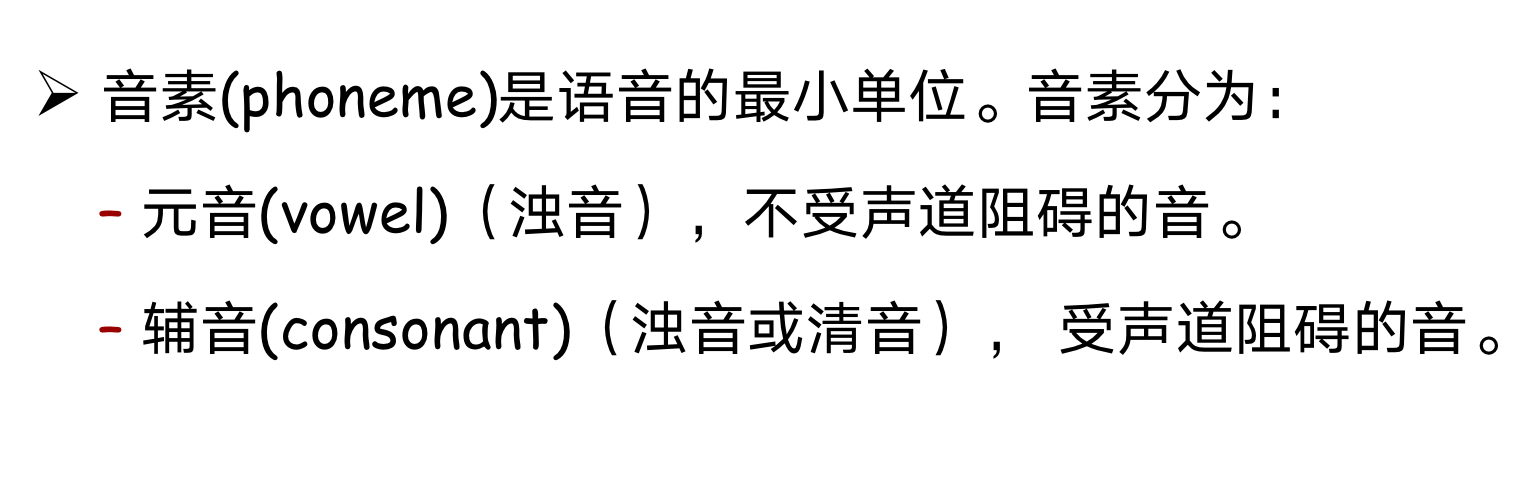 ➢ 音素(phoneme)是语音的最小单位。音素分为:
- 元音(vowel)（浊音）, 不受声道阻碍的音。
- 辅音(consonant)（浊音或清音）, 受声道阻碍的音。